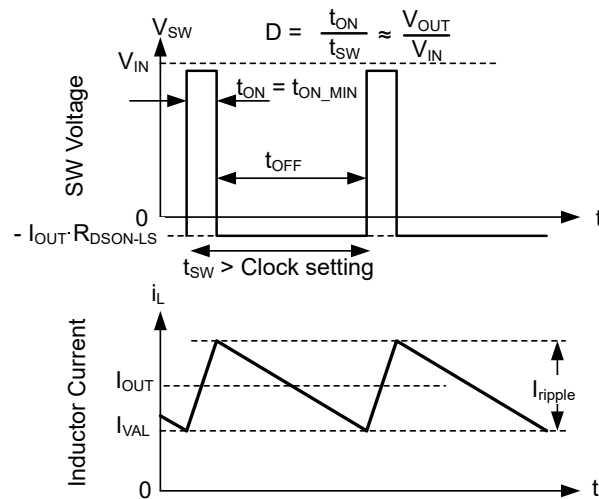 V_SW
D = t_ON / t_SW ≈ V_OUT / V_IN
V_IN
t_ON = t_ON_MIN
SW Voltage
t_OFF
0
t
- I_OUT·R_DSON-LS
t_SW > Clock setting
i_L
Inductor Current
I_OUT
I_ripple
I_VAL
0
t